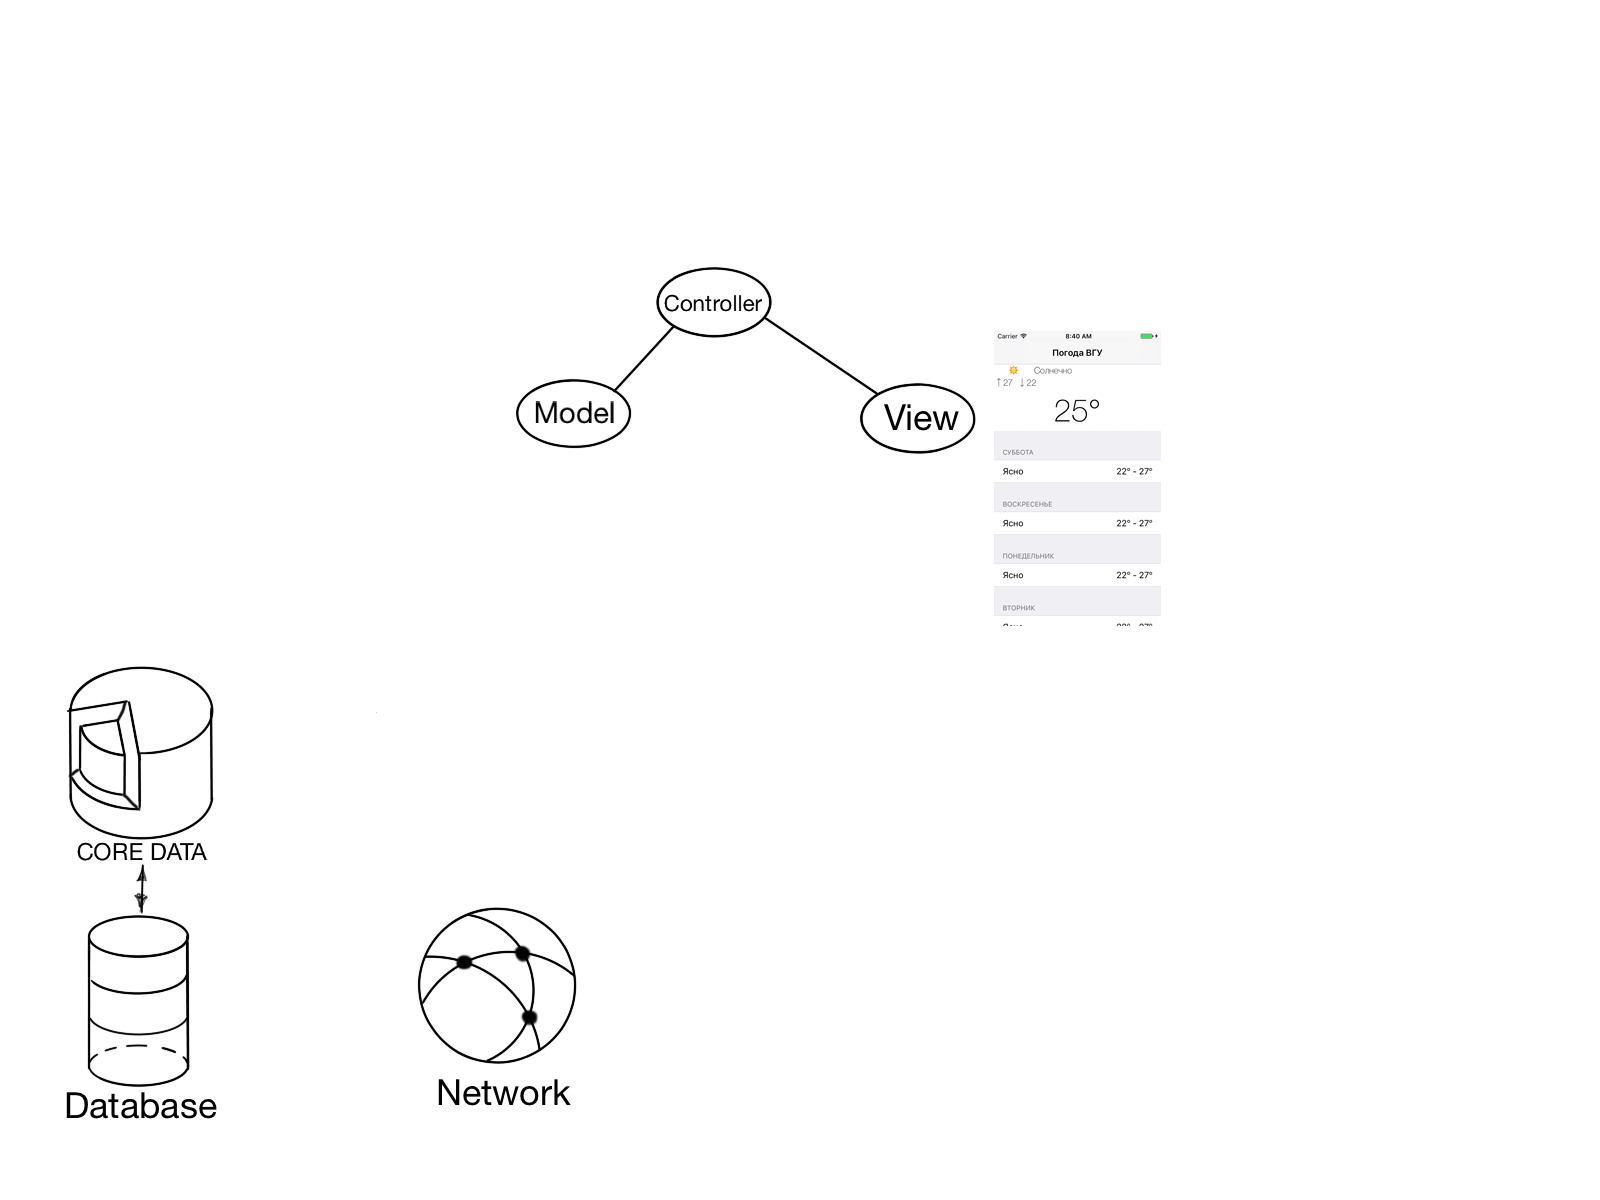 Controller
Model
View
Carrier 8:40 AM
Погода ВГУ
Солнечно
↑27 ↓22
25°
СУББОТА
Ясно 22° - 27°
ВОСКРЕСЕНЬЕ
Ясно 22° - 27°
ПОНЕДЕЛЬНИК
Ясно 22° - 27°
ВТОРНИК
CORE DATA
Database
Network